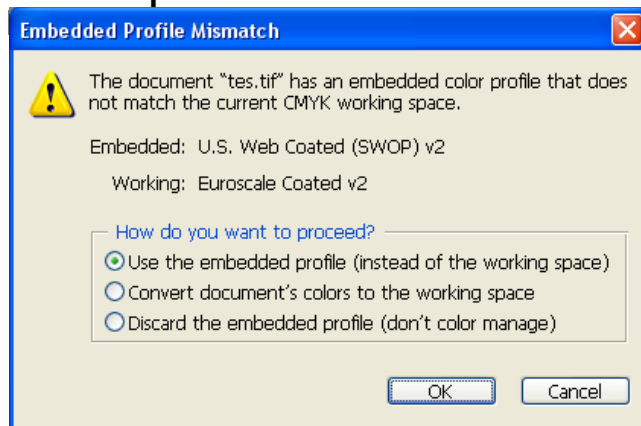 Embedded Profile Mismatch
The document “tes.tif” has an embedded color profile that does
not match the current CMYK working space.
Embedded: U.S. Web Coated (SWOP) v2
Working: Euroscale Coated v2
How do you want to proceed?
Use the embedded profile (instead of the working space)
Convert document's colors to the working space
Discard the embedded profile (don't color manage)
OK Cancel